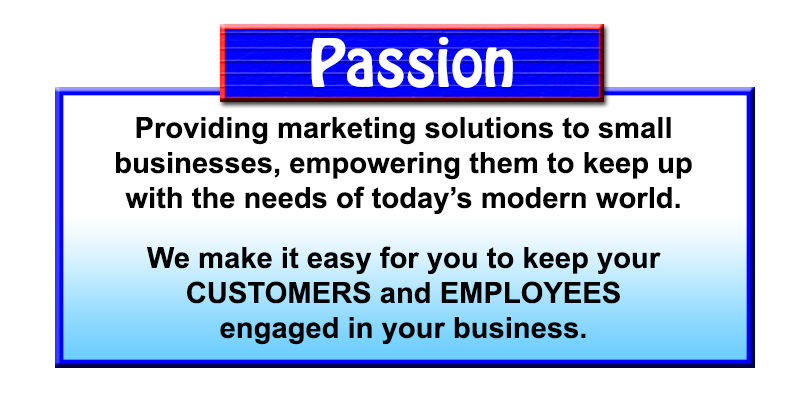 Passion
Providing marketing solutions to small
businesses, empowering them to keep up
with the needs of today’s modern world.
We make it easy for you to keep your
CUSTOMERS and EMPLOYEES
engaged in your business.